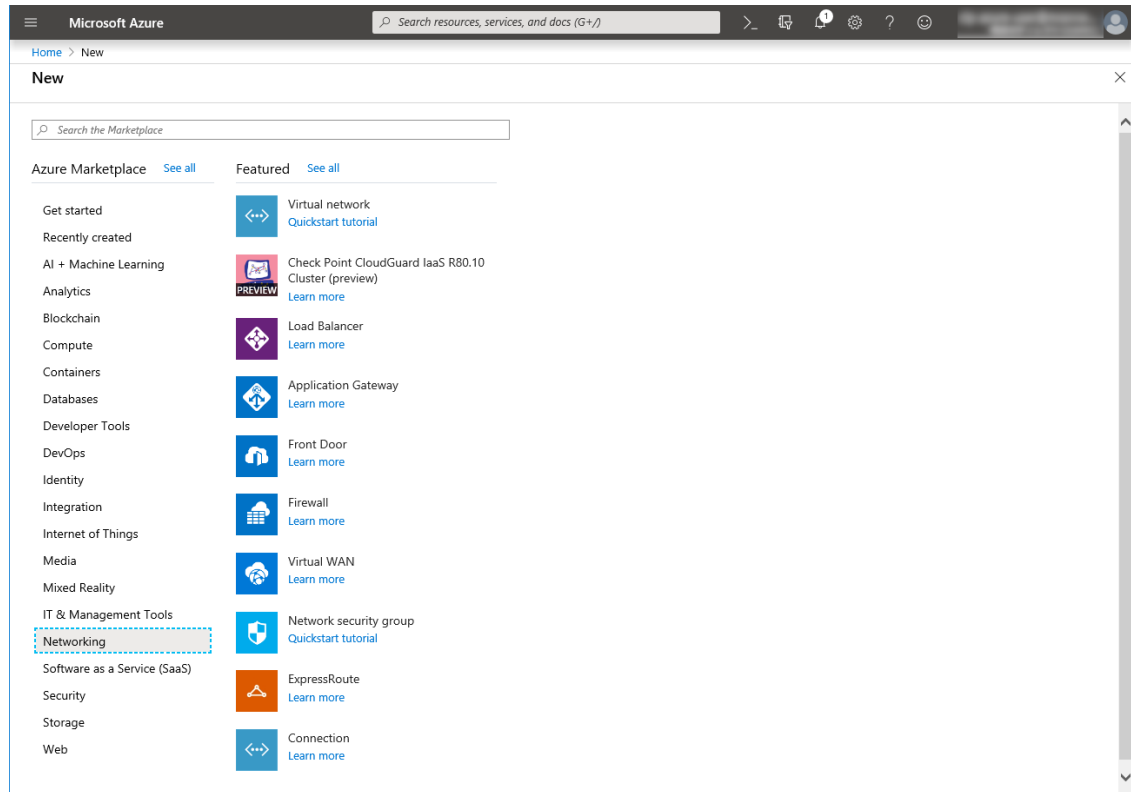 Microsoft Azure
Search resources, services, and docs (G+/)
1
Home > New
New
Search the Marketplace
Azure Marketplace See all
Get started
Recently created
AI + Machine Learning
Analytics
Blockchain
Compute
Containers
Databases
Developer Tools
DevOps
Identity
Integration
Internet of Things
Media
Mixed Reality
IT & Management Tools
Networking
Software as a Service (SaaS)
Security
Storage
Web
Featured See all
Virtual network
Quickstart tutorial
PREVIEW
Check Point CloudGuard IaaS R80.10
Cluster (preview)
Learn more
Load Balancer
Learn more
Application Gateway
Learn more
Front Door
Learn more
Firewall
Learn more
Virtual WAN
Learn more
Network security group
Quickstart tutorial
ExpressRoute
Learn more
Connection
Learn more